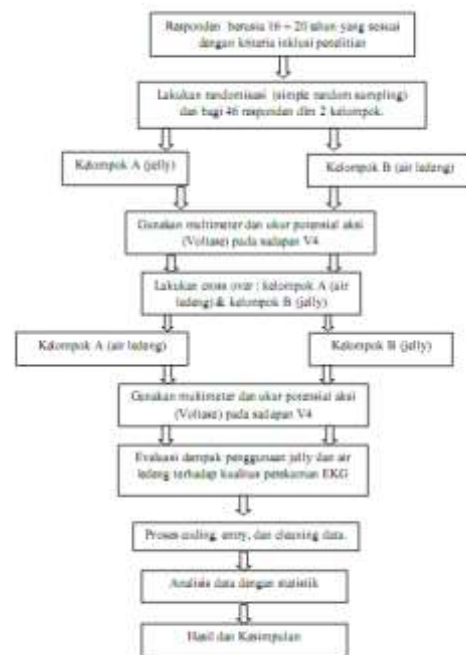 Responden berusia 16 – 20 tahun yang sesuai
dengan kriteria inklusi penelitian
Lakukan randomisasi (simple random sampling)
dan bagi 46 responden dlm 2 kelompok.
Kelompok A (jelly)
Kelompok B (air ledeng)
Gunakan multimeter dan ukur potensial aksi
(Voltase) pada sadapan V4
Lakukan cross over : kelompok A (air
ledeng) & kelompok B (jelly)
Kelompok A (air ledeng)
Kelompok B (jelly)
Gunakan multimeter dan ukur potensial aksi
(Voltase) pada sadapan V4
Evaluasi dampak penggunaan jelly dan air
ledeng terhadap kualitas perekaman EKG
Proses coding, entry, dan cleaning data.
Analisis data dengan statistik
Hasil dan Kesimpulan